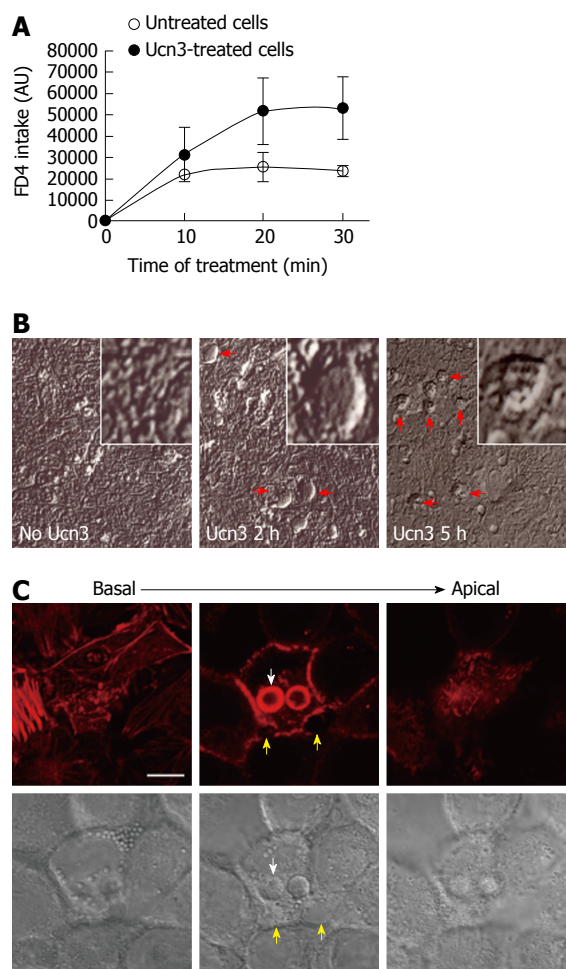 A
Untreated cells
Ucn3-treated cells
FD4 intake (AU)
80000
70000
60000
50000
40000
30000
20000
10000
0
0 10 20 30
Time of treatment (min)
B
No Ucn3
Ucn3 2 h
Ucn3 5 h
C
Basal Apical